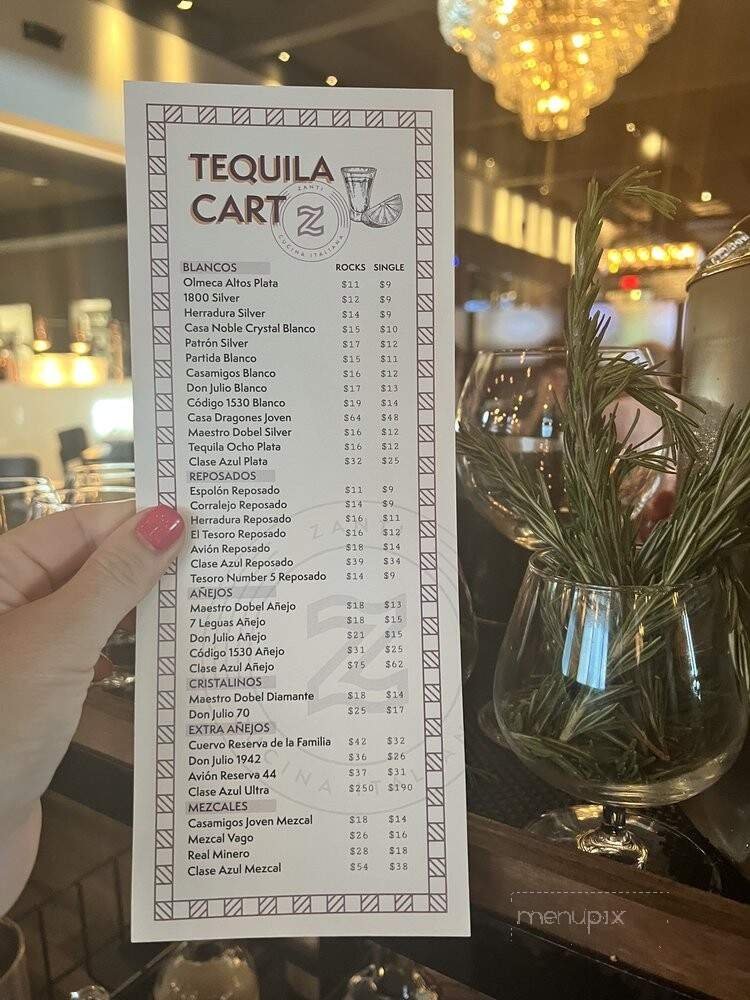 TEQUILA
CART
ZANTI
Z
CUCINA ITALIANA
BLANCOS ROCKS SINGLE
Olmeca Altos Plata $11 $9
1800 Silver $12 $9
Herradura Silver $14 $9
Casa Noble Crystal Blanco $15 $10
Patrón Silver $17 $12
Partida Blanco $15 $11
Casamigos Blanco $16 $12
Don Julio Blanco $17 $13
Código 1530 Blanco $19 $14
Casa Dragones Joven $64 $48
Maestro Dobel Silver $16 $12
Tequila Ocho Plata $16 $12
Clase Azul Plata $32 $25
REPOSADOS
Espolón Reposado $11 $9
Corralejo Reposado $14 $9
Herradura Reposado $16 $11
El Tesoro Reposado $16 $12
Avión Reposado $18 $14
Clase Azul Reposado $39 $34
Tesoro Number 5 Reposado $14 $9
AÑEJOS
Maestro Dobel Añejo $18 $13
7 Leguas Añejo $18 $15
Don Julio Añejo $21 $15
Código 1530 Añejo $31 $25
Clase Azul Añejo $75 $62
CRISTALINOS
Maestro Dobel Diamante $18 $14
Don Julio 70 $25 $17
EXTRA AÑEJOS
Cuervo Reserva de la Familia $42 $32
Don Julio 1942 $36 $26
Avión Reserva 44 $37 $31
Clase Azul Ultra $250 $190
MEZCALES
Casamigos Joven Mezcal $18 $14
Mezcal Vago $26 $16
Real Minero $28 $18
Clase Azul Mezcal $54 $38
ZANTI
Z
CUCINA ITALIANA
menupix